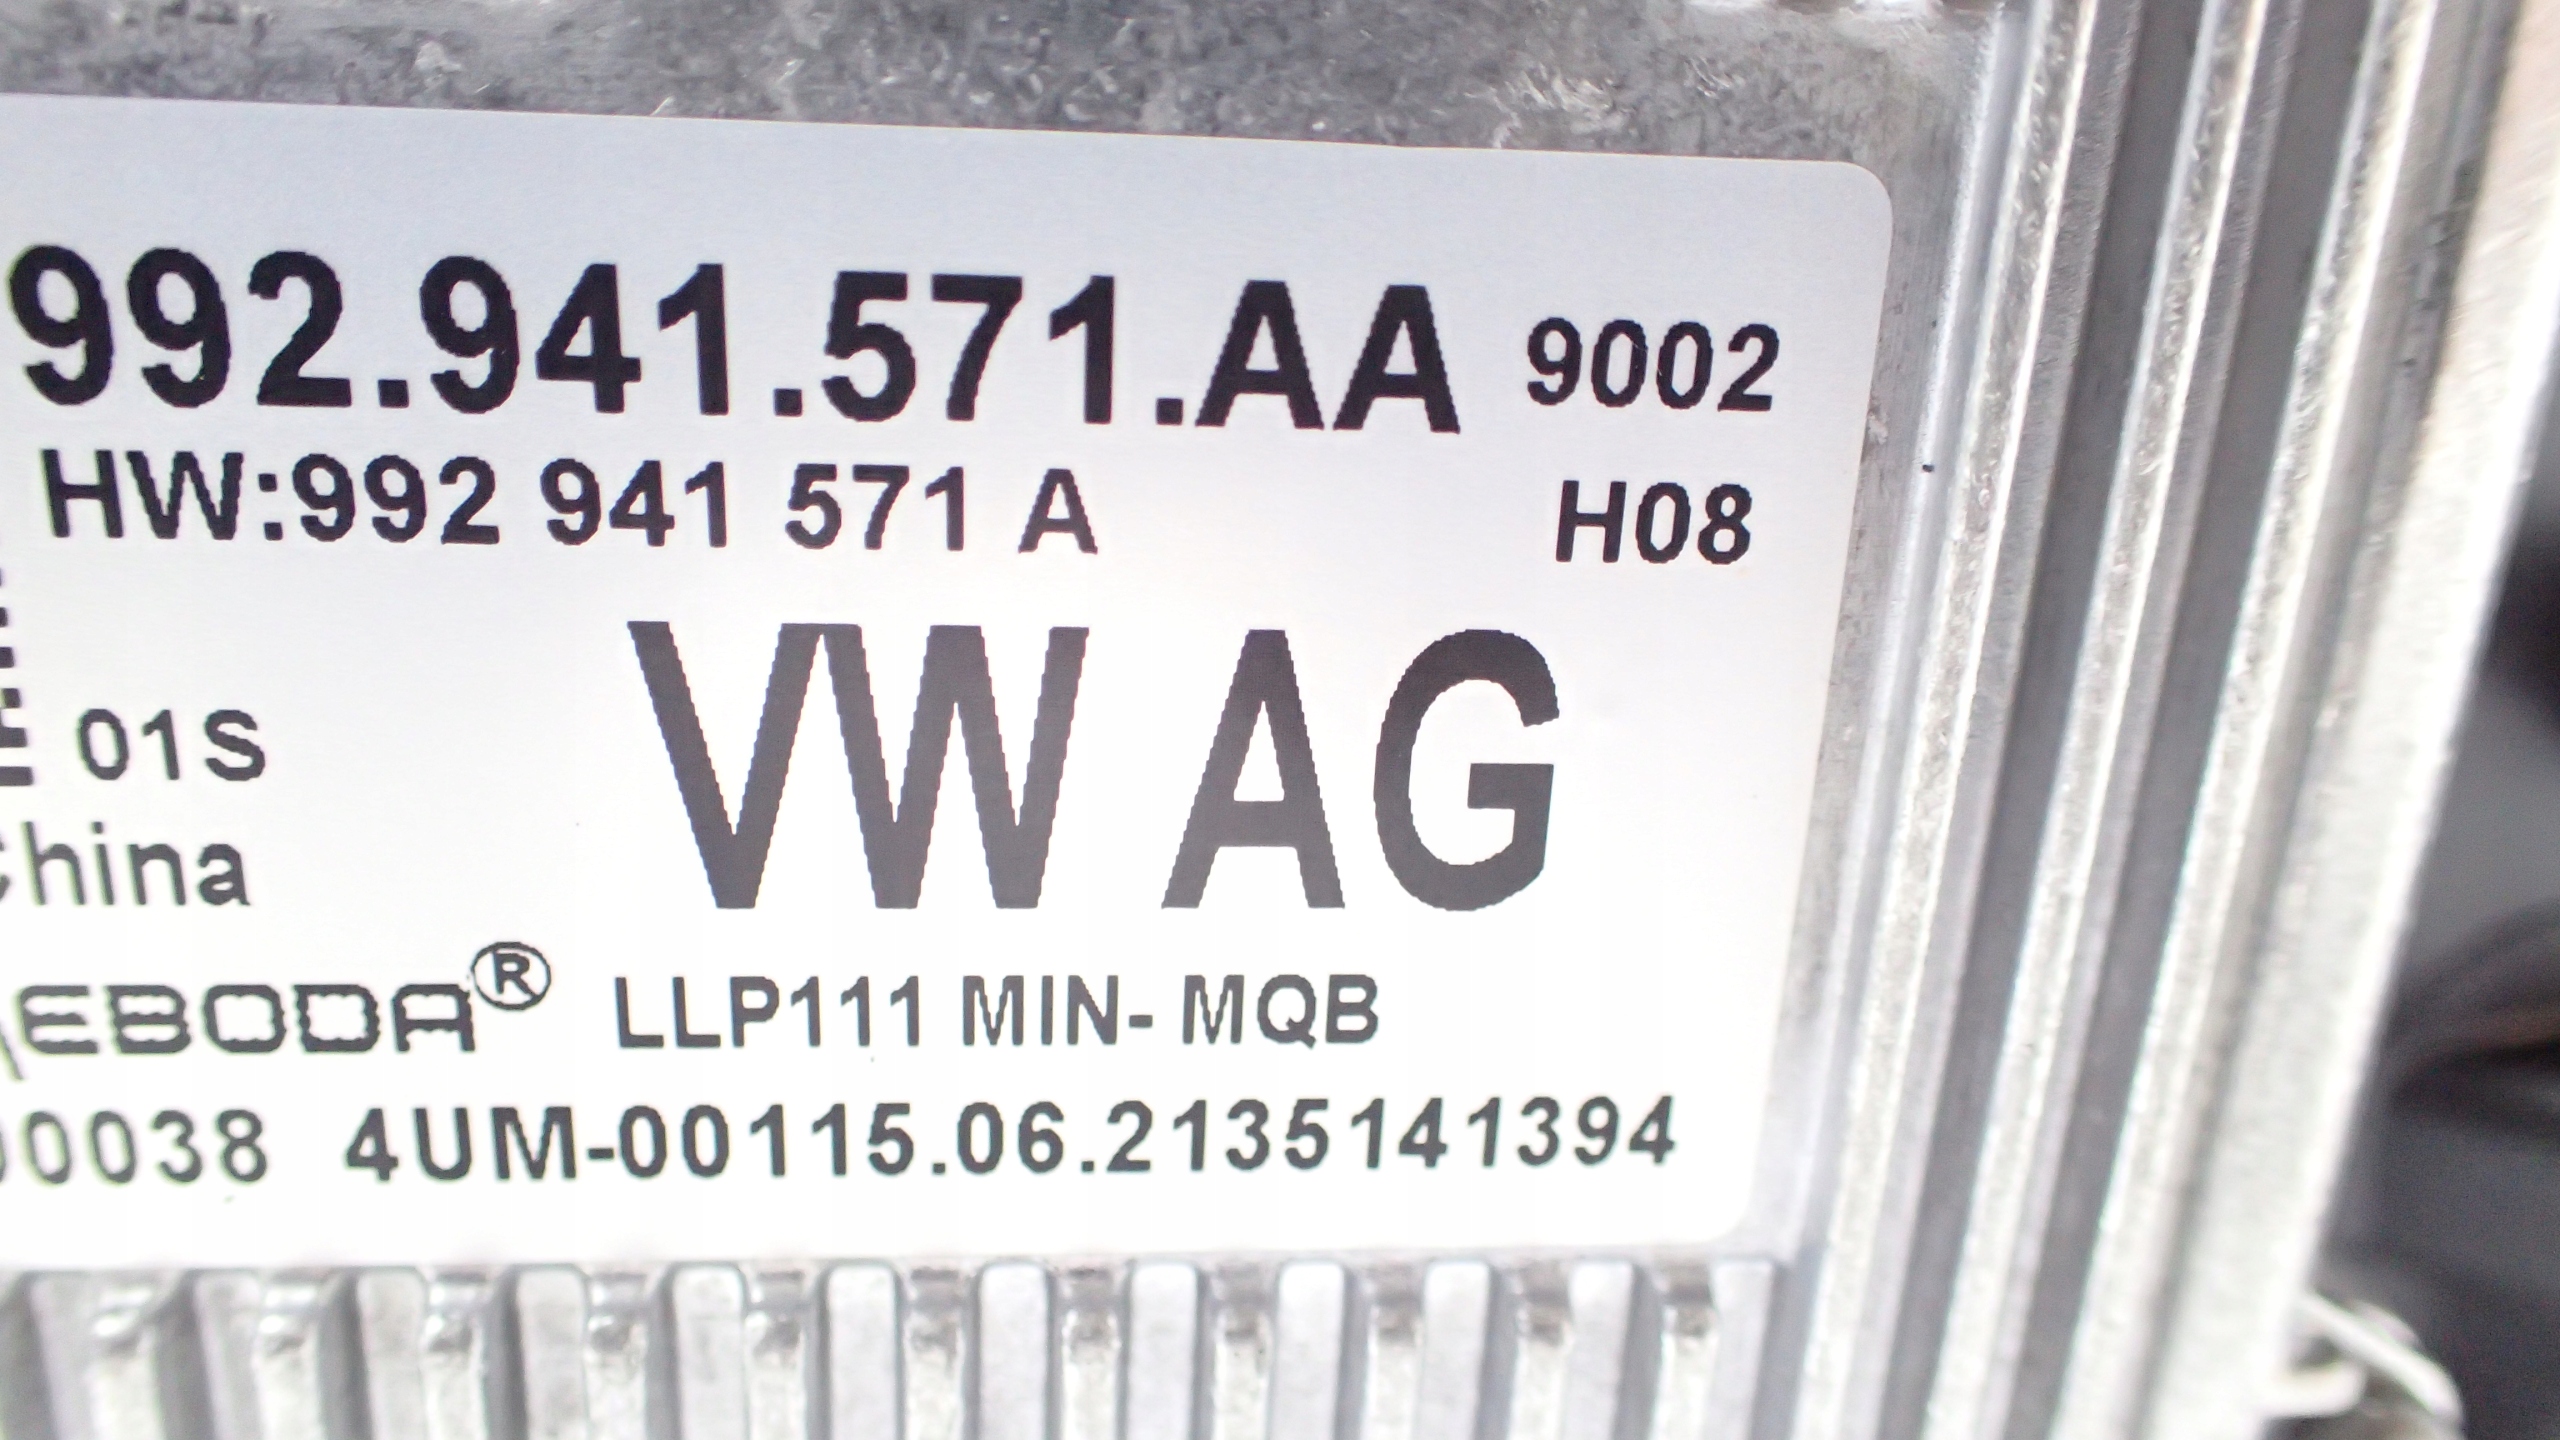 992.941.571.AA 9002
HW:992 941 571 A H08
VW AG
01S
China
LLP111 MIN- MQB
0038 4UM-00115.06.2135141394